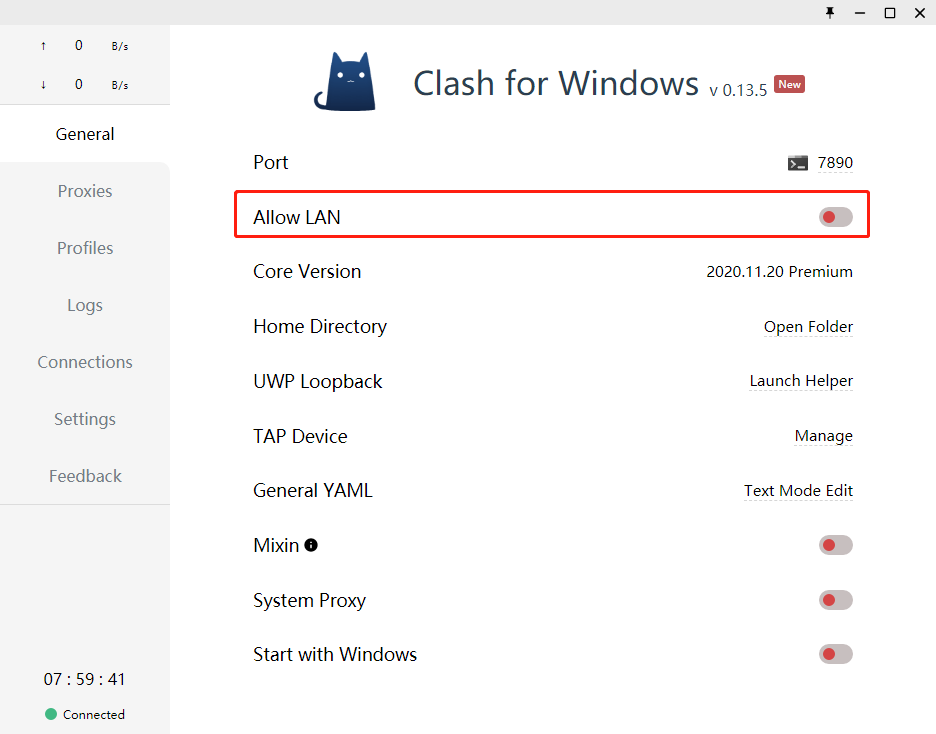 ↑ 0 B/s
↓ 0 B/s
General
Proxies
Profiles
Logs
Connections
Settings
Feedback
07 : 59 : 41
Connected
Clash for Windows v 0.13.5 New
Port 7890
Allow LAN
Core Version 2020.11.20 Premium
Home Directory Open Folder
UWP Loopback Launch Helper
TAP Device Manage
General YAML Text Mode Edit
Mixin
System Proxy
Start with Windows